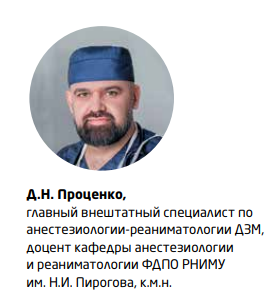 Д.Н. Проценко,
главный внештатный специалист по
анестезиологии-реаниматологии ДЗМ,
доцент кафедры анестезиологии
и реаниматологии ФДПО РНИМУ
им. Н.И. Пирогова, к.м.н.